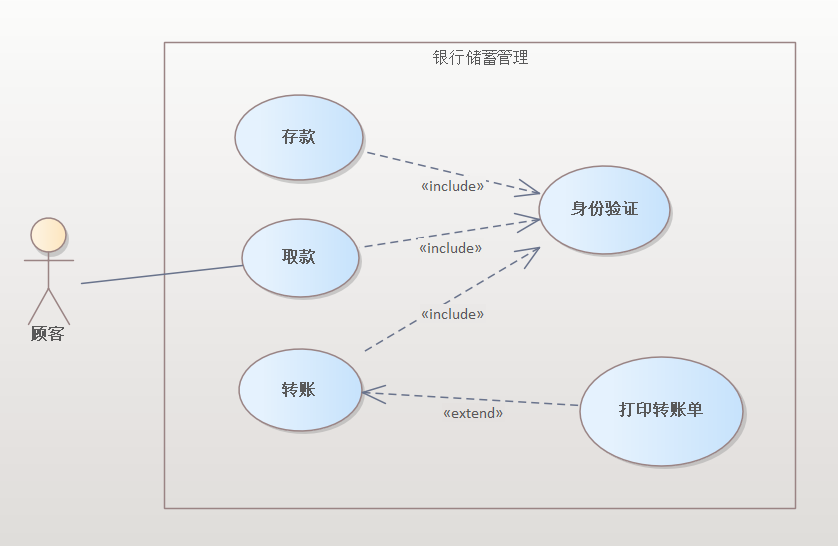 银行储蓄管理
存款
«include»
身份验证
取款
«include»
«include»
顾客
转账
打印转账单
«extend»